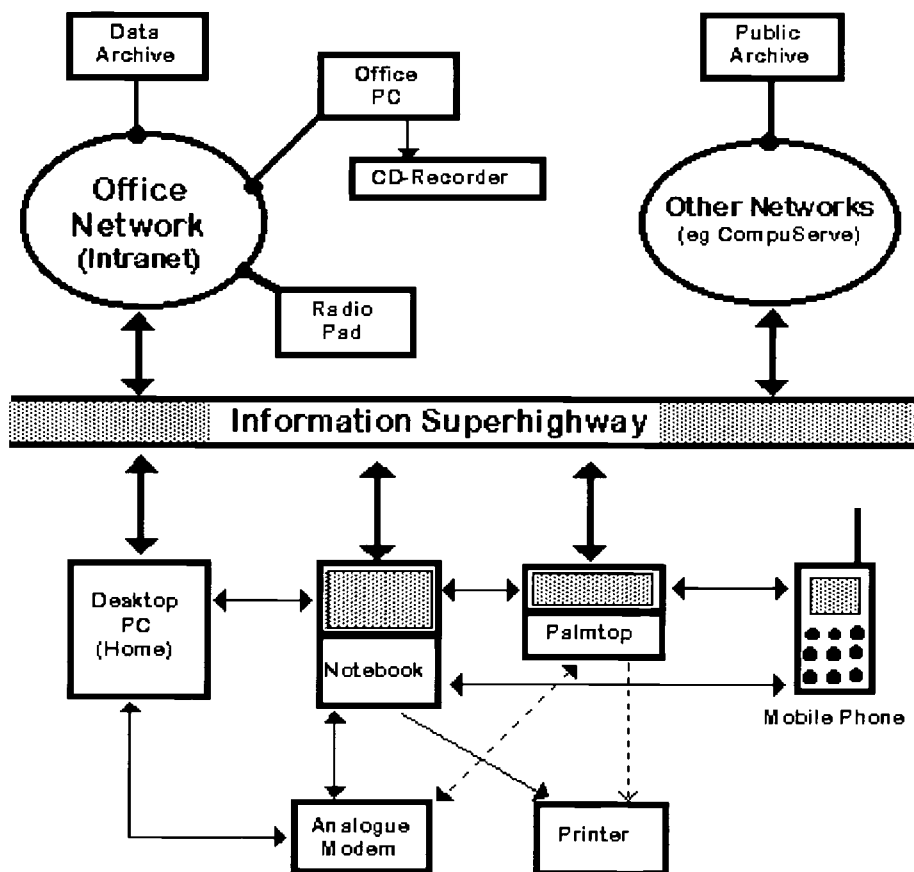 Data
Archive
Office
PC
Public
Archive
CD-Recorder
Office
Network
(Intranet)
Other Networks
(eg CompuServe)
Radio
Pad
Information Superhighway
Desktop
PC
(Home)
Notebook
Palmtop
Mobile Phone
Analogue
Modem
Printer